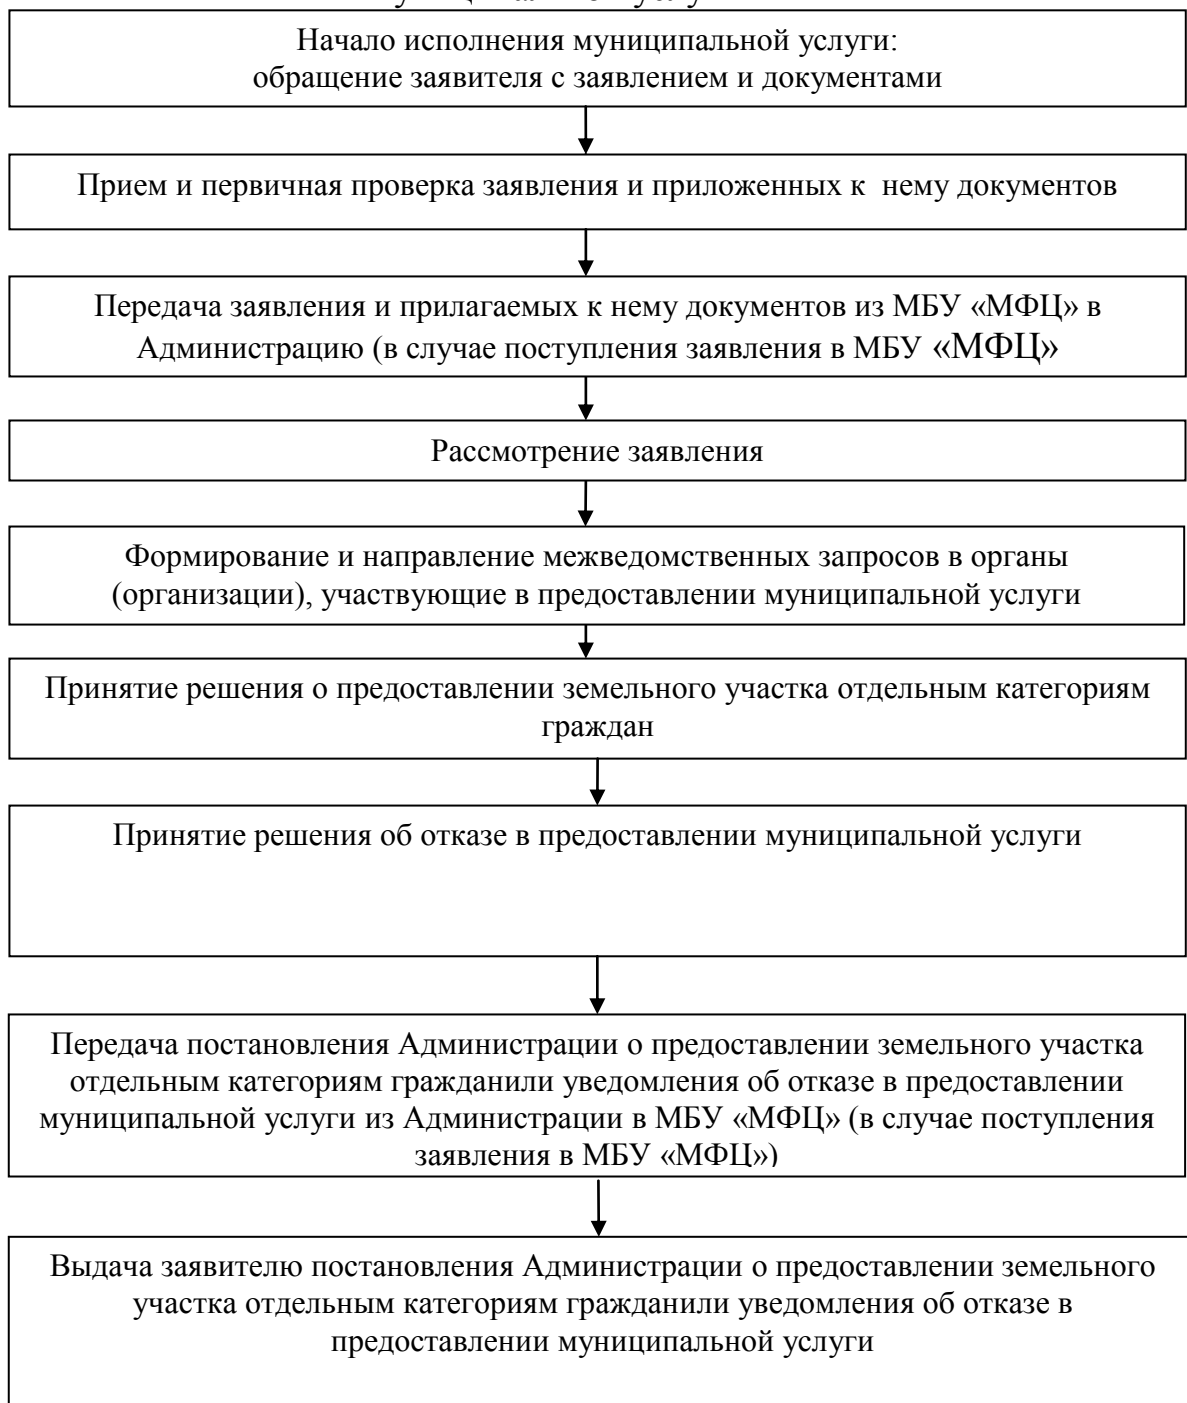 Начало исполнения муниципальной услуги:
обращение заявителя с заявлением и документами
Прием и первичная проверка заявления и приложенных к нему документов
Передача заявления и прилагаемых к нему документов из МБУ «МФЦ» в
Администрацию (в случае поступления заявления в МБУ «МФЦ»
Рассмотрение заявления
Формирование и направление межведомственных запросов в органы
(организации), участвующие в предоставлении муниципальной услуги
Принятие решения о предоставлении земельного участка отдельным категориям
граждан
Принятие решения об отказе в предоставлении муниципальной услуги
Передача постановления Администрации о предоставлении земельного участка
отдельным категориям гражданили уведомления об отказе в предоставлении
муниципальной услуги из Администрации в МБУ «МФЦ» (в случае поступления
заявления в МБУ «МФЦ»)
Выдача заявителю постановления Администрации о предоставлении земельного
участка отдельным категориям гражданили уведомления об отказе в
предоставлении муниципальной услуги